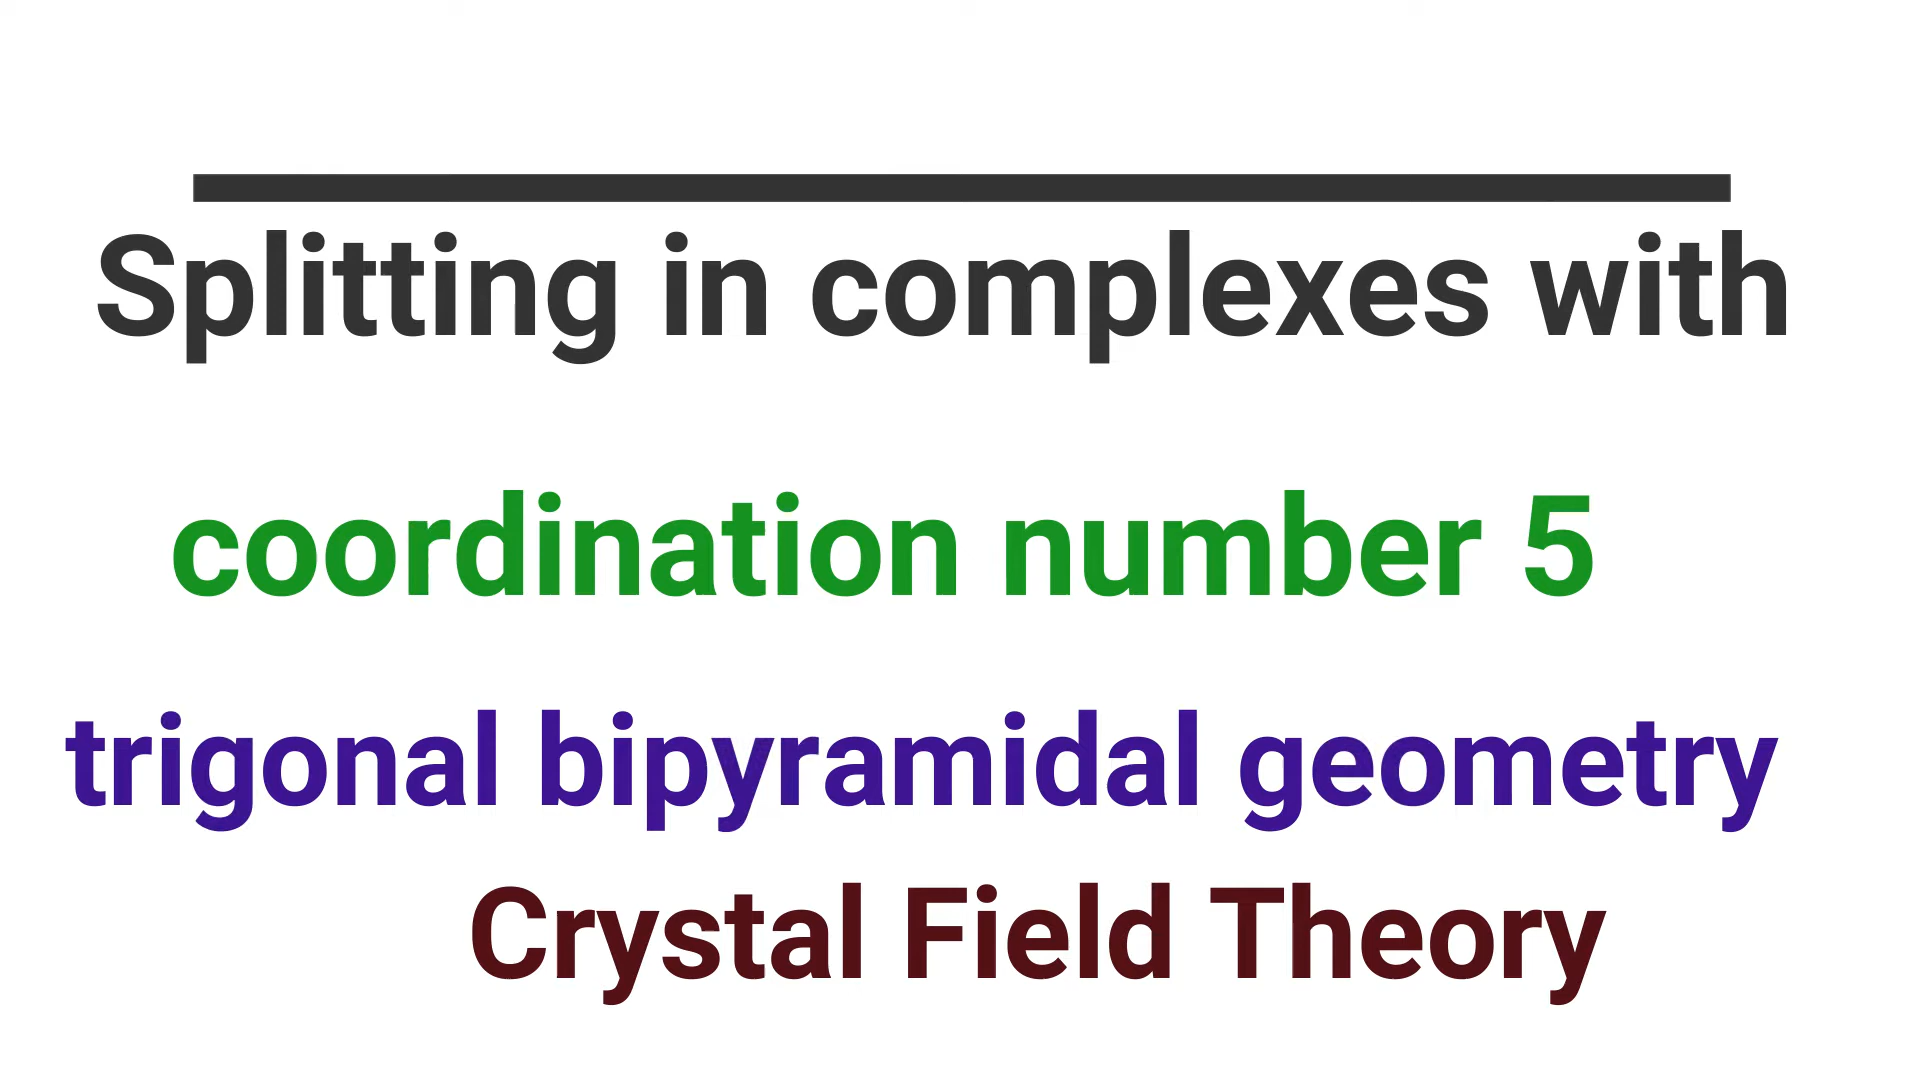 Splitting in complexes with
coordination number 5
trigonal bipyramidal geometry
Crystal Field Theory